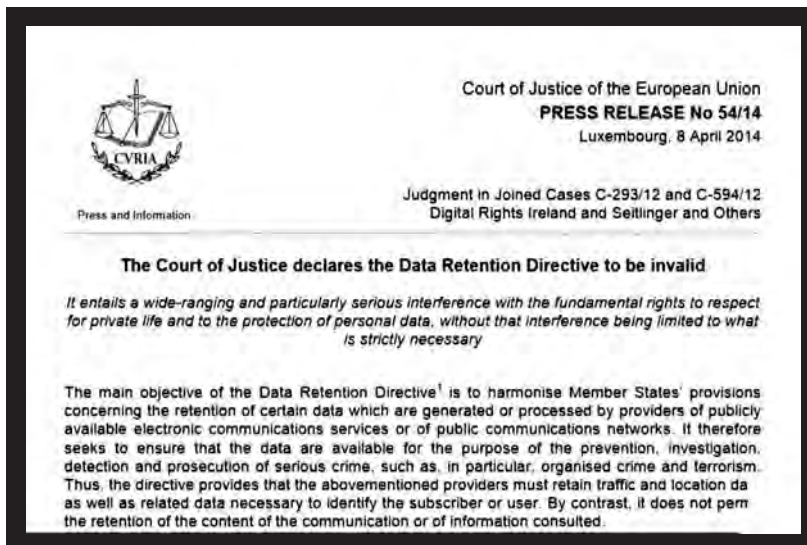 Court of Justice of the European Union
PRESS RELEASE No 54/14
Luxembourg, 8 April 2014
CVRIA
Judgment in Joined Cases C-293/12 and C-594/12
Press and Information
Digital Rights Ireland and Seitlinger and Others
The Court of Justice declares the Data Retention Directive to be invalid
It entails a wide-ranging and particularly serious interference with the fundamental rights to respect
for private life and to the protection of personal data, without that interference being limited to what
is strictly necessary
The main objective of the Data Retention Directive¹ is to harmonise Member States' provisions
concerning the retention of certain data which are generated or processed by providers of publicly
available electronic communications services or of public communications networks. It therefore
seeks to ensure that the data are available for the purpose of the prevention, investigation,
detection and prosecution of serious crime, such as, in particular, organised crime and terrorism.
Thus, the directive provides that the abovementioned providers must retain traffic and location da
as well as related data necessary to identify the subscriber or user. By contrast, it does not perm
the retention of the content of the communication or of information consulted.